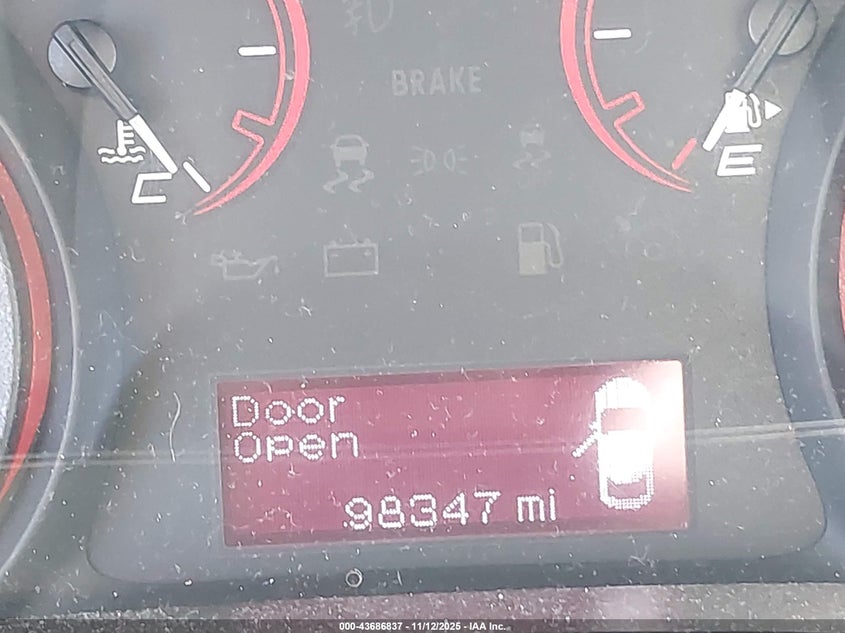 BRAKE
C
E
Door
Open
98347 mi
000-43686837 - 11/12/2025 - IAA Inc.